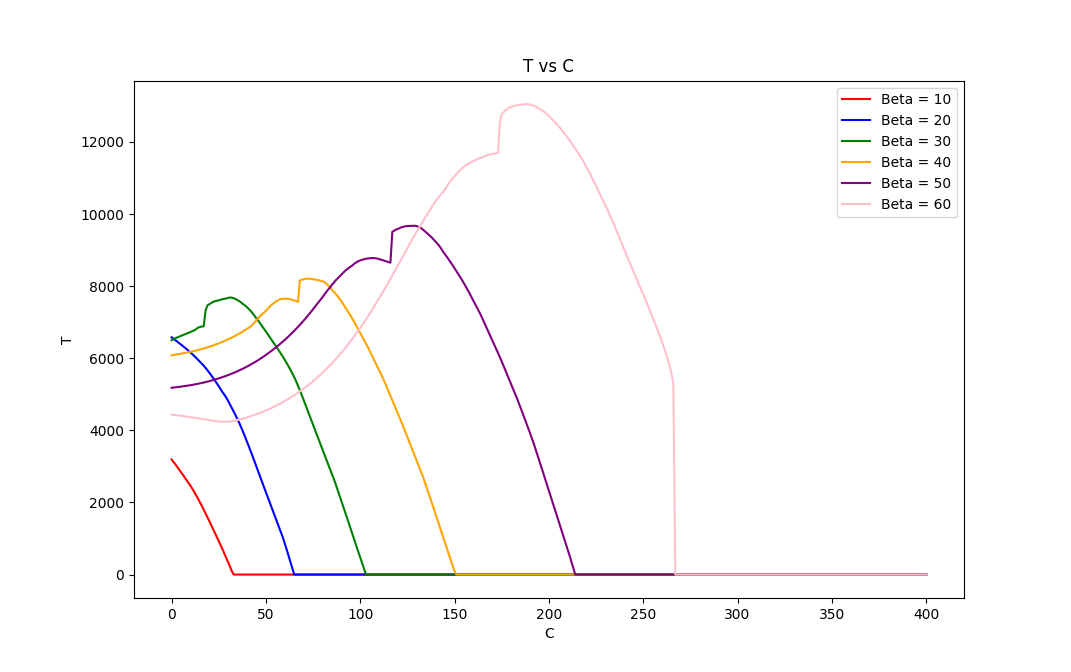 T vs C
Beta = 10
Beta = 20
Beta = 30
Beta = 40
Beta = 50
Beta = 60
12000
10000
8000
6000
4000
2000
0
T
0 50 100 150 200 250 300 350 400
C